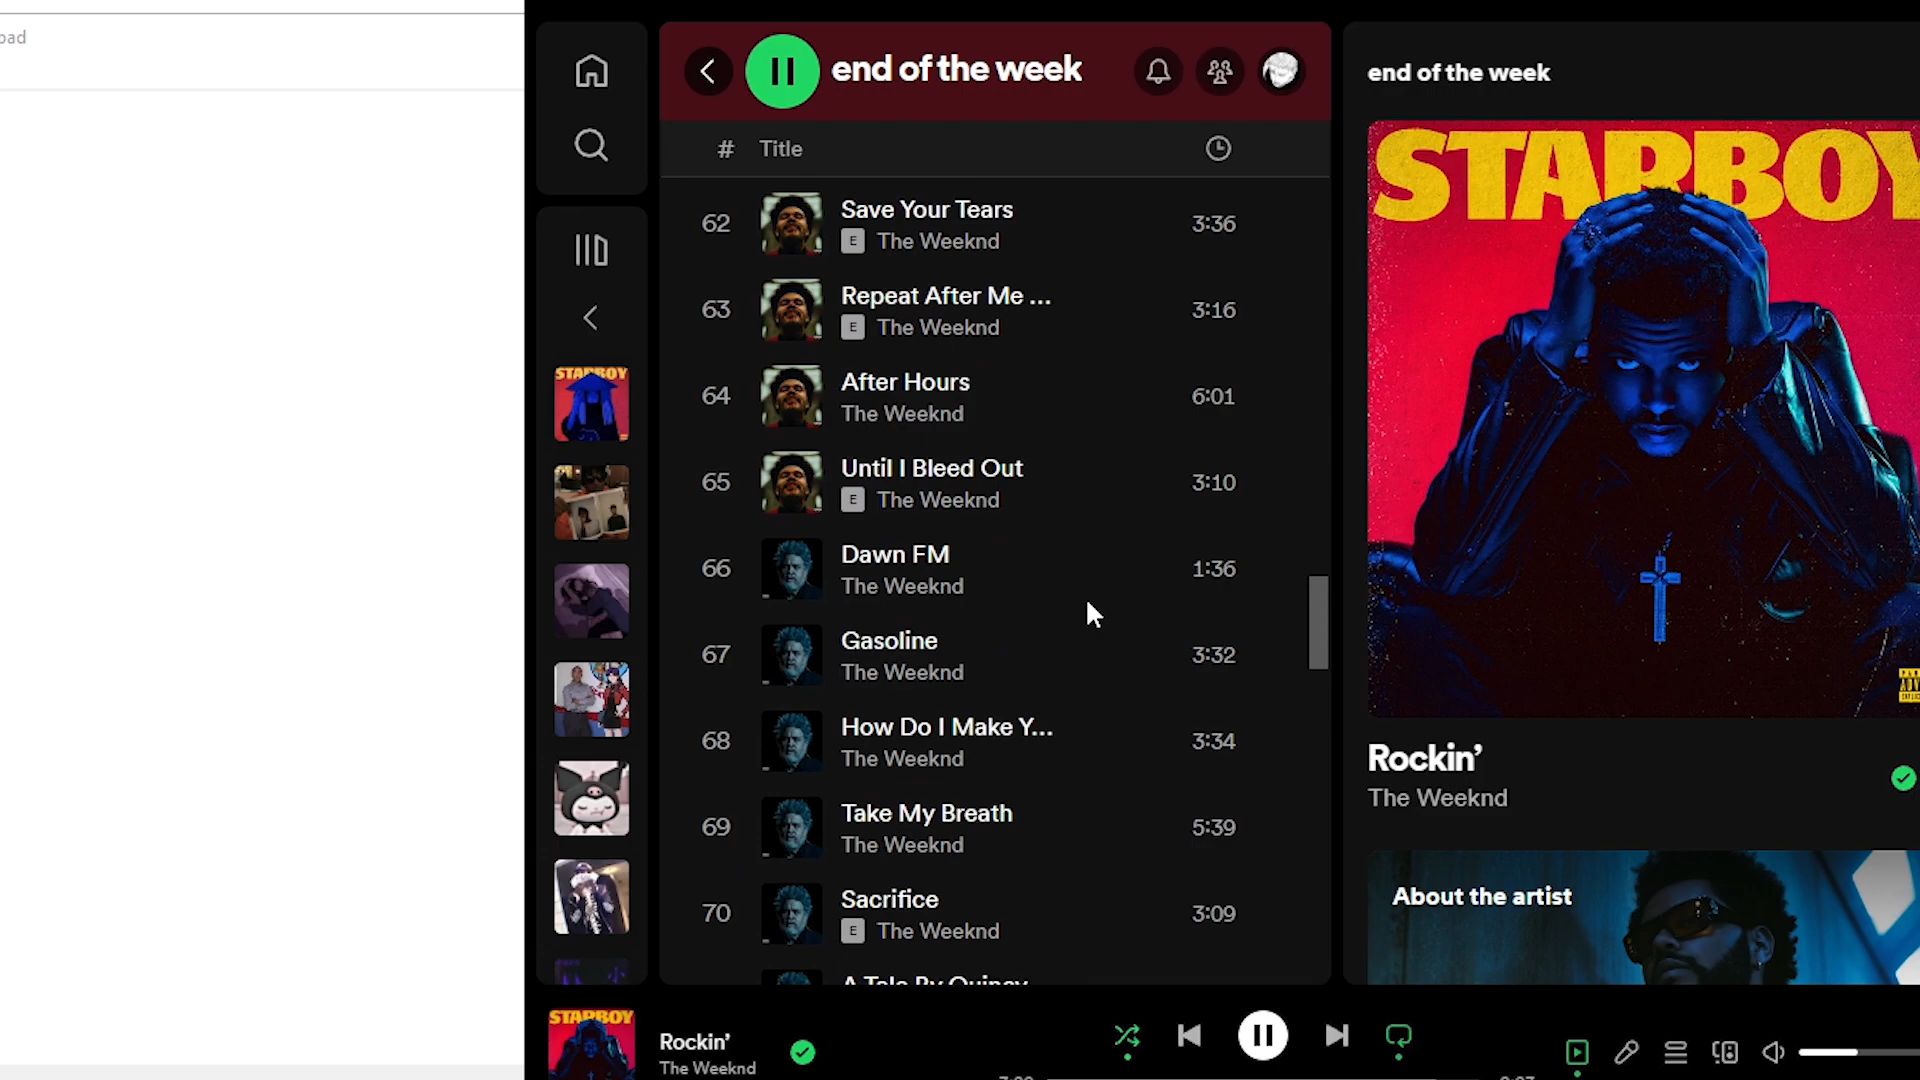 end of the week
# Title
62 Save Your Tears 3:36
E The Weeknd
63 Repeat After Me ... 3:16
E The Weeknd
64 After Hours 6:01
The Weeknd
65 Until I Bleed Out 3:10
E The Weeknd
66 Dawn FM 1:36
The Weeknd
67 Gasoline 3:32
The Weeknd
68 How Do I Make Y... 3:34
The Weeknd
69 Take My Breath 5:39
The Weeknd
70 Sacrifice 3:09
E The Weeknd
A Tale By Quincy
end of the week
STARBOY
Rockin’
The Weeknd
About the artist
STARBOY
STARBOY
Rockin’
The Weeknd